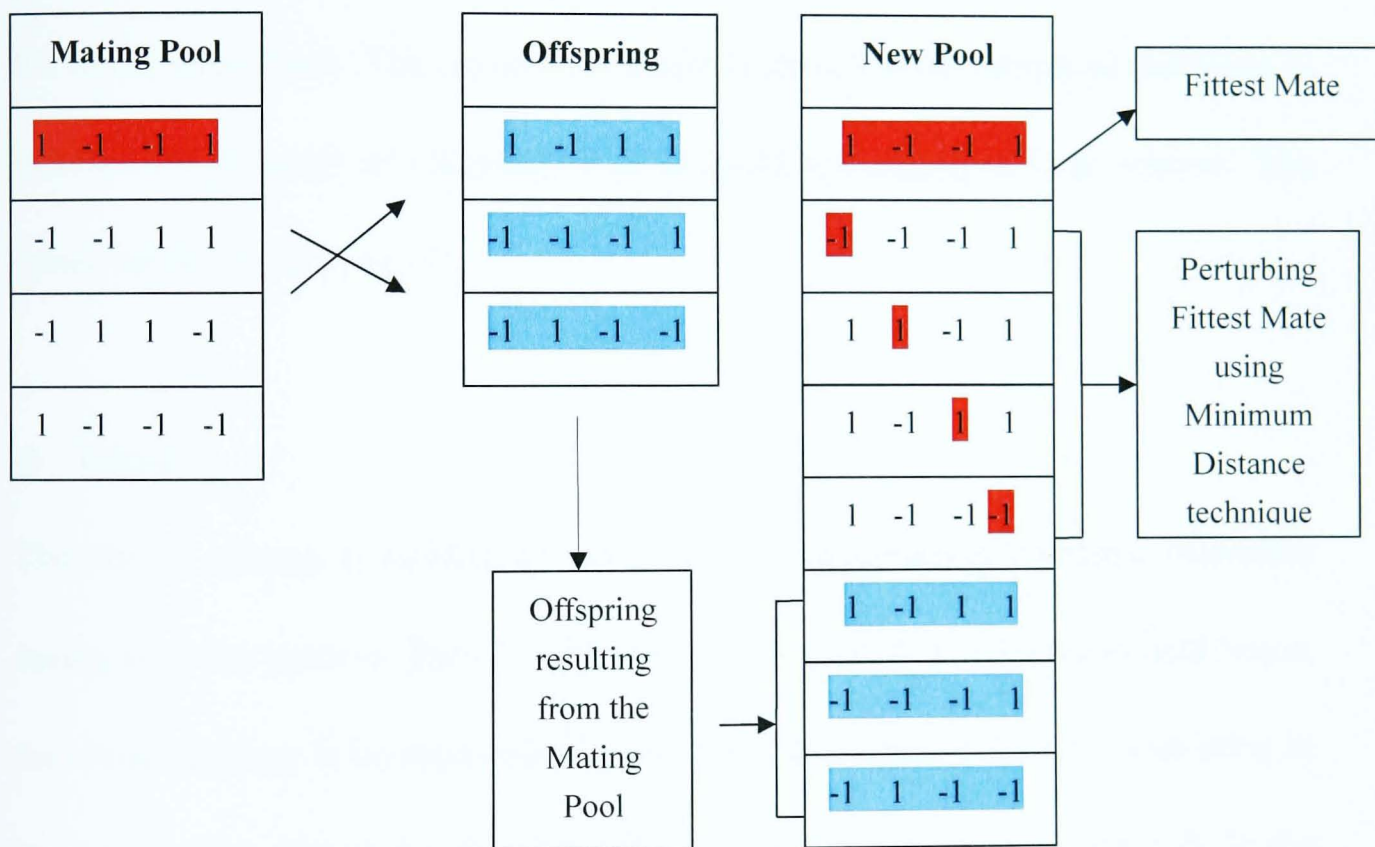 Mating Pool
1 -1 -1 1
-1 -1 1 1
-1 1 1 -1
1 -1 -1 -1
Offspring
1 -1 1 1
-1 -1 -1 1
-1 1 -1 -1
Offspring
resulting
from the
Mating
Pool
New Pool
1 -1 -1 1
-1 -1 -1 1
1 1 -1 1
1 -1 1 1
1 -1 -1 -1
1 -1 1 1
-1 -1 -1 1
-1 1 -1 -1
Fittest Mate
Perturbing
Fittest Mate
using
Minimum
Distance
technique